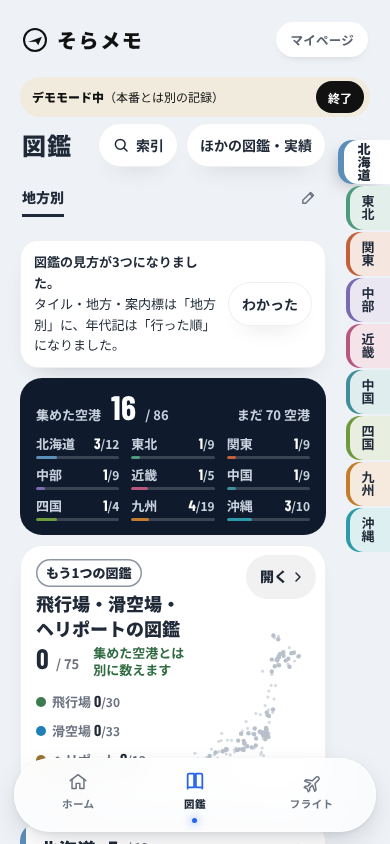 そらメモ
マイページ
デモモード中（本番とは別の記録）
終了
図鑑
索引
ほかの図鑑・実績
地方別
北海道
東北
関東
中部
近畿
中国
四国
九州
沖縄
図鑑の見方が3つになりまし
た。
タイル・地方・案内標は「地方
別」に、年代記は「行った順」
になりました。
わかった
集めた空港 16 / 86
まだ 70 空港
北海道 3/12
東北 1/9
関東 1/9
中部 1/9
近畿 1/5
中国 1/9
四国 1/4
九州 4/19
沖縄 3/10
もう1つの図鑑
開く
飛行場・滑空場・
ヘリポートの図鑑
0 / 75
集めた空港とは
別に数えます
飛行場 0/30
滑空場 0/33
ホーム
図鑑
フライト